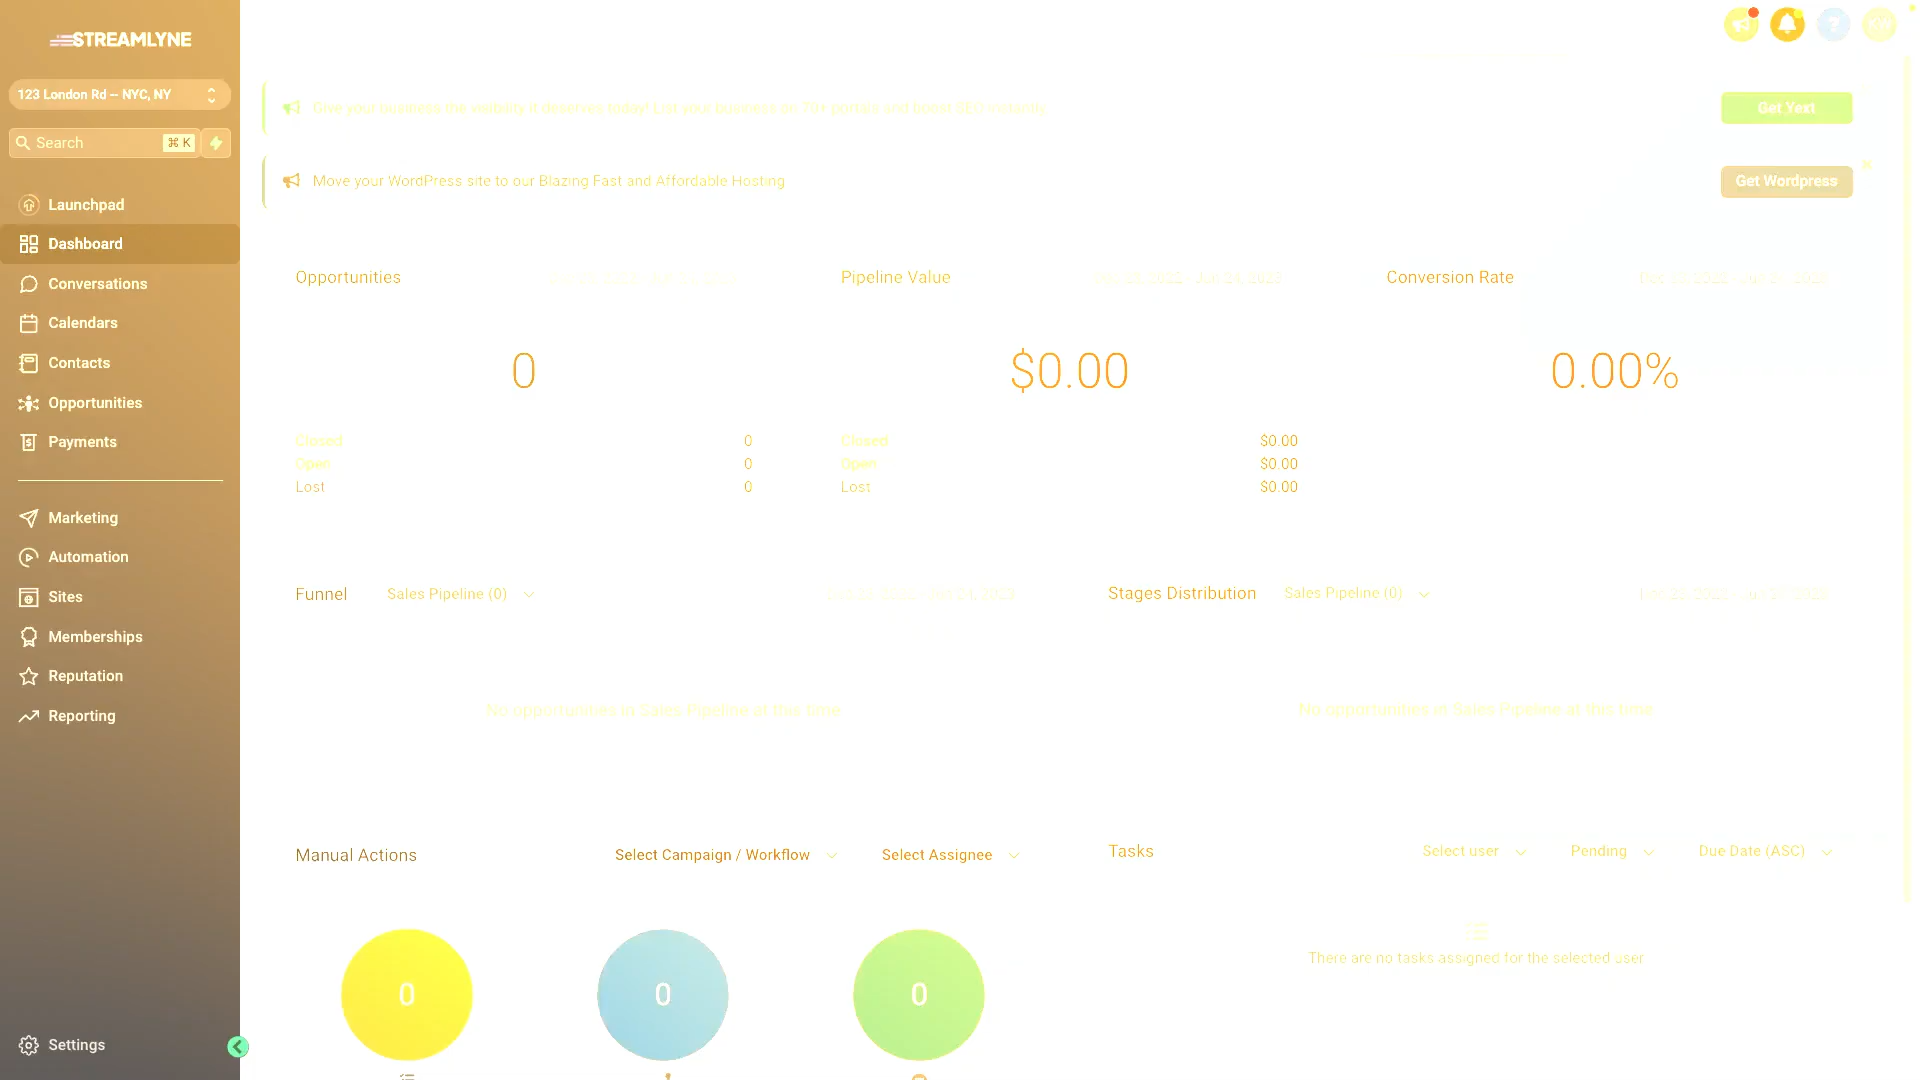 STREAMLYNE
123 London Rd – NYC, NY
Search ⌘ K
Launchpad
Dashboard
Conversations
Calendars
Contacts
Opportunities
Payments
Marketing
Automation
Sites
Memberships
Reputation
Reporting
Settings
Give your business the visibility it deserves today! List your business on 70+ portals and boost SEO instantly.
Get Yext
Move your WordPress site to our Blazing Fast and Affordable Hosting
Get Wordpress
Opportunities
0
Closed 0
Open 0
Lost 0
Pipeline Value
$0.00
Closed $0.00
Open $0.00
Lost $0.00
Conversion Rate
0.00%
Funnel Sales Pipeline (0)
No opportunities in Sales Pipeline at this time
Stages Distribution Sales Pipeline (0)
No opportunities in Sales Pipeline at this time
Manual Actions Select Campaign / Workflow Select Assignee
0 0 0
Tasks Select user Pending Due Date (ASC)
There are no tasks assigned for the selected user